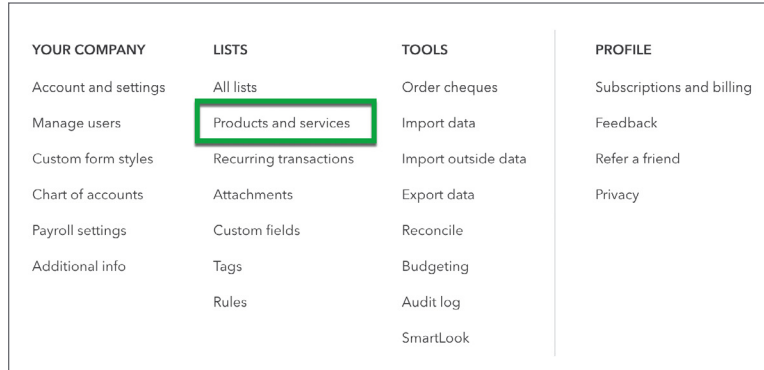 YOUR COMPANY
Account and settings
Manage users
Custom form styles
Chart of accounts
Payroll settings
Additional info
LISTS
All lists
Products and services
Recurring transactions
Attachments
Custom fields
Tags
Rules
TOOLS
Order cheques
Import data
Import outside data
Export data
Reconcile
Budgeting
Audit log
SmartLook
PROFILE
Subscriptions and billing
Feedback
Refer a friend
Privacy